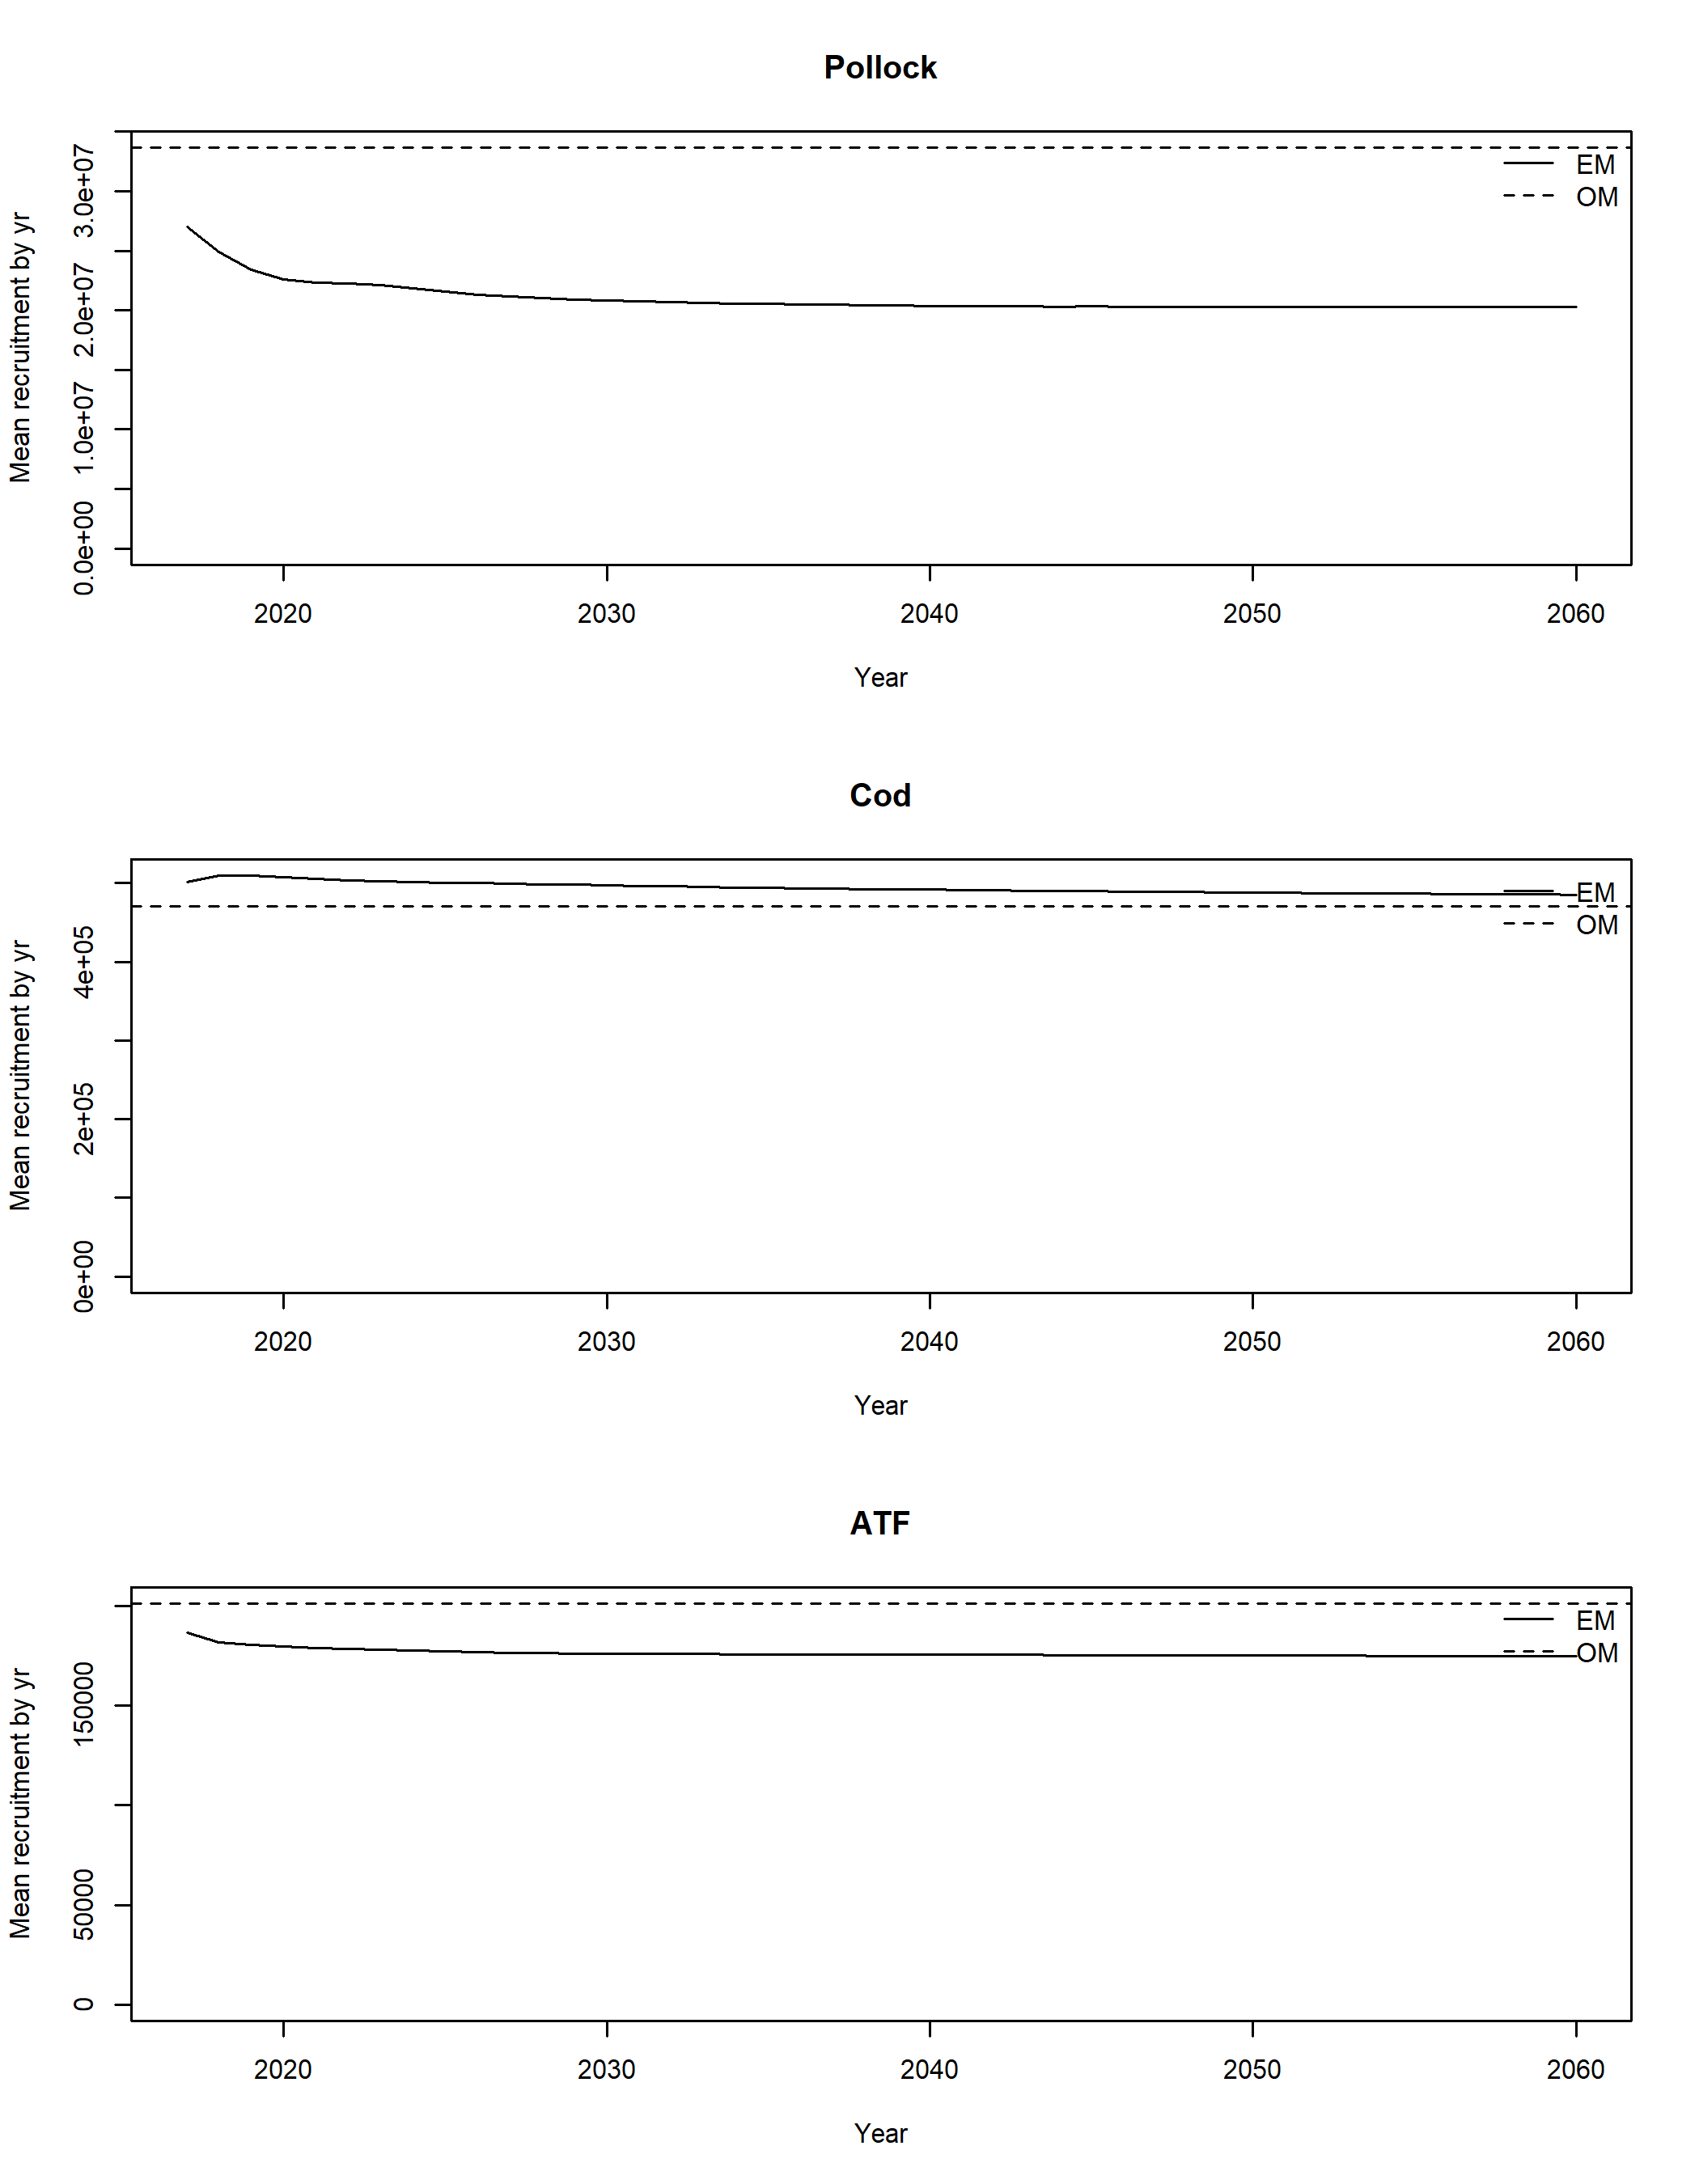 Pollock
Mean recruitment by yr
3.0e+07
2.0e+07
1.0e+07
0.0e+00
EM
OM
2020 2030 2040 2050 2060
Year
Cod
Mean recruitment by yr
4e+05
2e+05
0e+00
EM
OM
2020 2030 2040 2050 2060
Year
ATF
Mean recruitment by yr
150000
50000
0
EM
OM
2020 2030 2040 2050 2060
Year